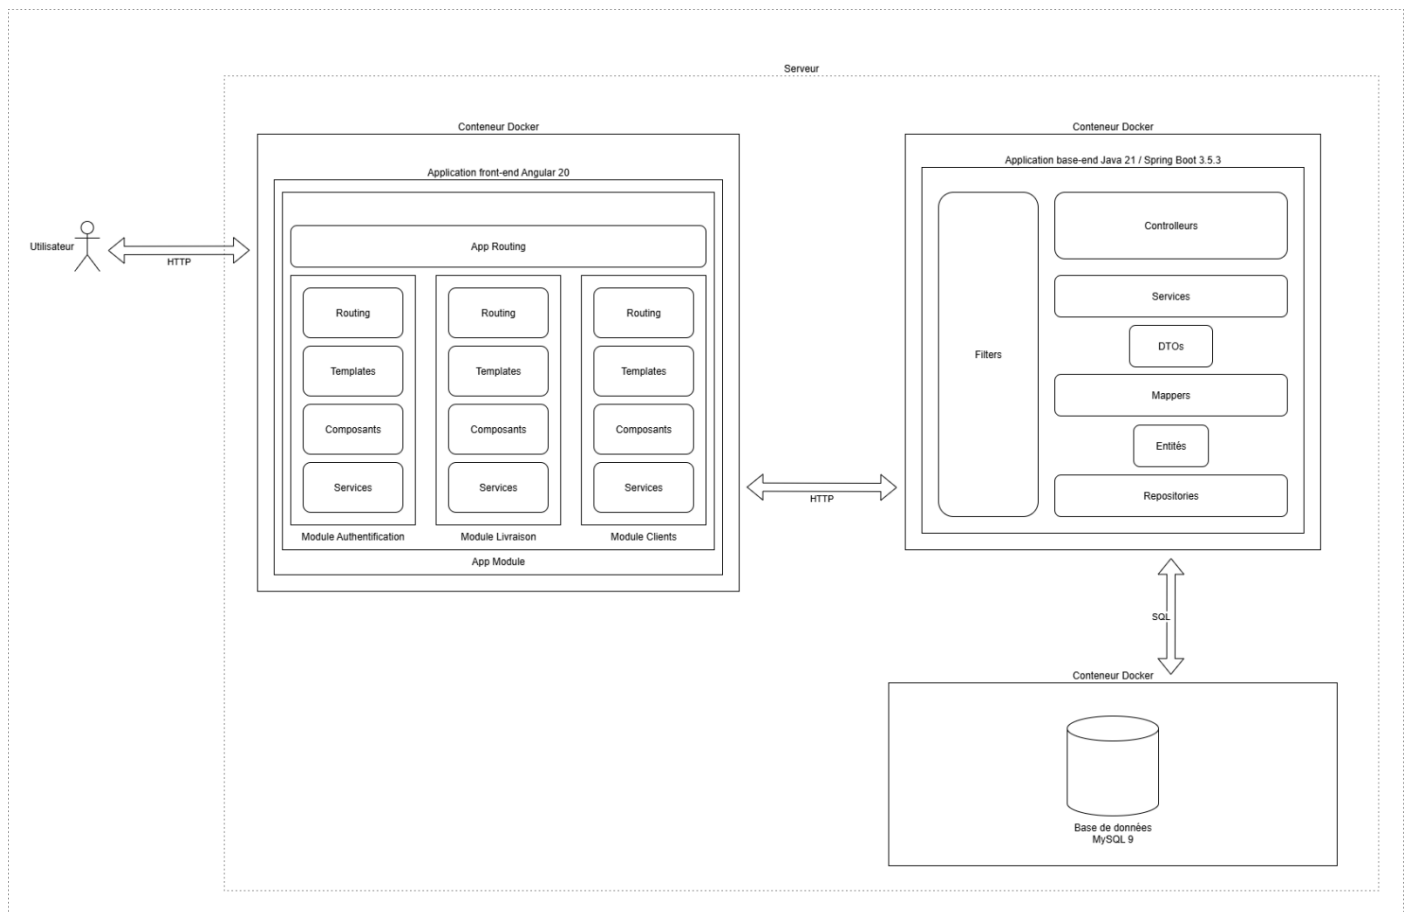 Serveur
Conteneur Docker
Conteneur Docker
Application front-end Angular 20
Application base-end Java 21 / Spring Boot 3.5.3
Utilisateur
HTTP
App Routing
Routing
Routing
Routing
Templates
Templates
Templates
Composants
Composants
Composants
Services
Services
Services
Module Authentification
Module Livraison
Module Clients
App Module
HTTP
Filters
Controlleurs
Services
DTOs
Mappers
Entités
Repositories
SQL
Conteneur Docker
Base de données
MySQL 9